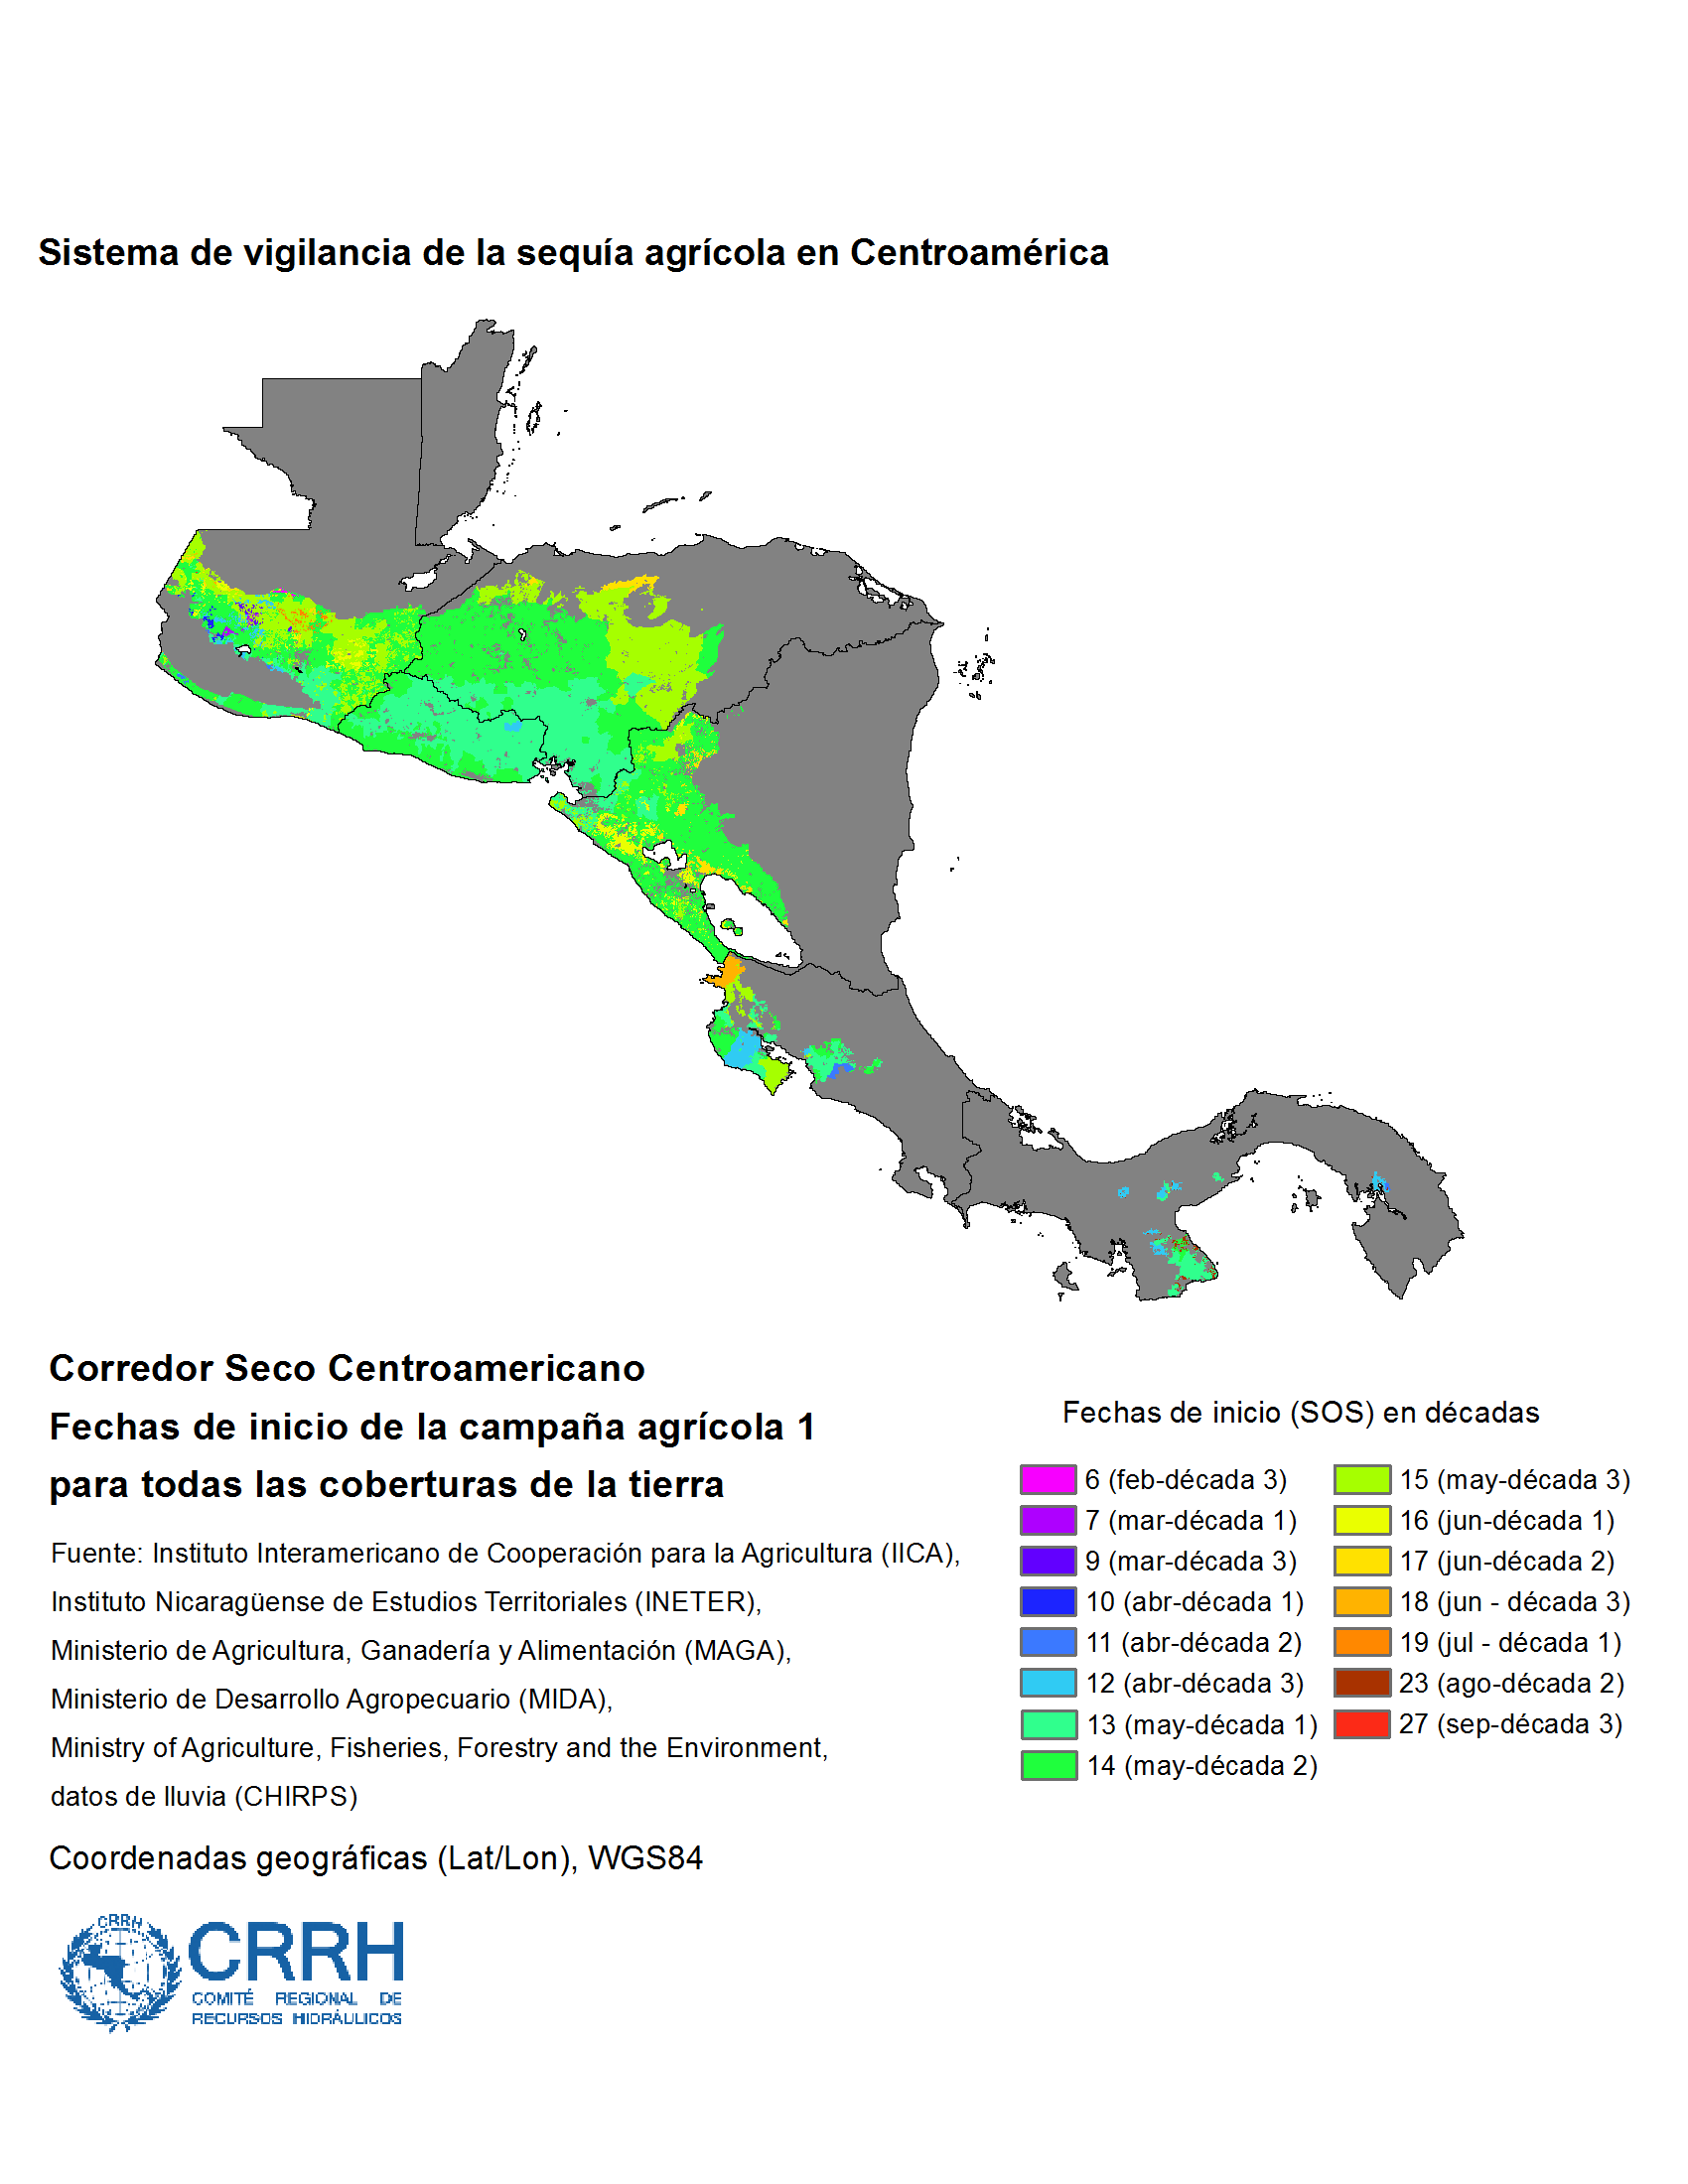 Sistema de vigilancia de la sequía agrícola en Centroamérica
Corredor Seco Centroamericano
Fechas de inicio de la campaña agrícola 1
para todas las coberturas de la tierra
Fuente: Instituto Interamericano de Cooperación para la Agricultura (IICA),
Instituto Nicaragüense de Estudios Territoriales (INETER),
Ministerio de Agricultura, Ganadería y Alimentación (MAGA),
Ministerio de Desarrollo Agropecuario (MIDA),
Ministry of Agriculture, Fisheries, Forestry and the Environment,
datos de lluvia (CHIRPS)
Coordenadas geográficas (Lat/Lon), WGS84
Fechas de inicio (SOS) en décadas
6 (feb-década 3)
7 (mar-década 1)
9 (mar-década 3)
10 (abr-década 1)
11 (abr-década 2)
12 (abr-década 3)
13 (may-década 1)
14 (may-década 2)
15 (may-década 3)
16 (jun-década 1)
17 (jun-década 2)
18 (jun - década 3)
19 (jul - década 1)
23 (ago-década 2)
27 (sep-década 3)
CRRH
CRRH
COMITÉ REGIONAL DE
RECURSOS HIDRÁULICOS